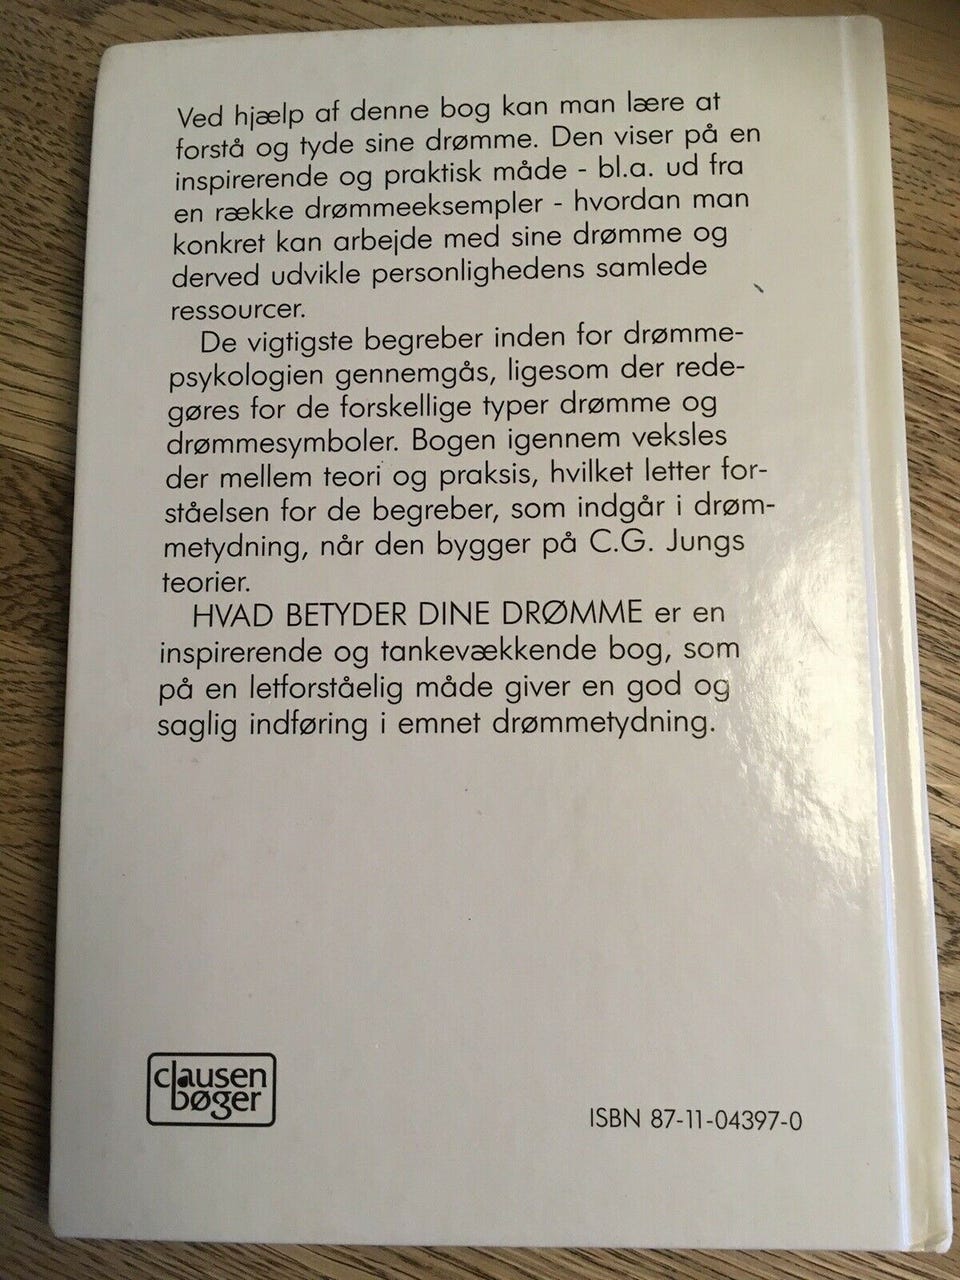 Ved hjælp af denne bog kan man lære at
forstå og tyde sine drømme. Den viser på en
inspirerende og praktisk måde - bl.a. ud fra
en række drømmeeksempler - hvordan man
konkret kan arbejde med sine drømme og
derved udvikle personlighedens samlede
ressourcer.
De vigtigste begreber inden for drømme-
psykologien gennemgås, ligesom der rede-
gøres for de forskellige typer drømme og
drømmesymboler. Bogen igennem veksles
der mellem teori og praksis, hvilket letter for-
ståelsen for de begreber, som indgår i drøm-
metydning, når den bygger på C.G. Jungs
teorier.
HVAD BETYDER DINE DRØMME er en
inspirerende og tankevækkende bog, som
på en letforståelig måde giver en god og
saglig indføring i emnet drømmetydning.
clausen
bøger
ISBN 87-11-04397-0